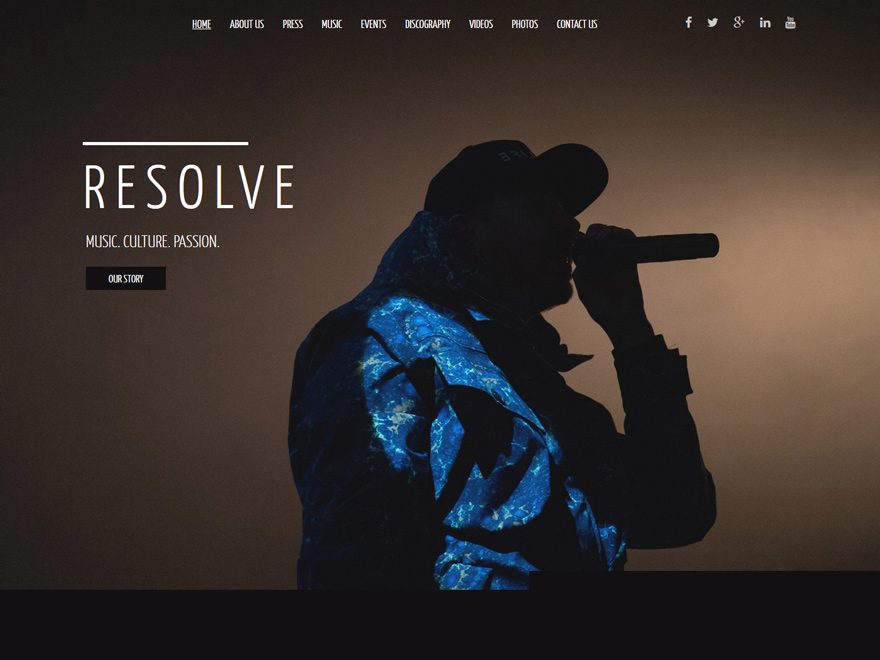 HOME ABOUT US PRESS MUSIC EVENTS DISCOGRAPHY VIDEOS PHOTOS CONTACT US
RESOLVE
MUSIC. CULTURE. PASSION.
OUR STORY